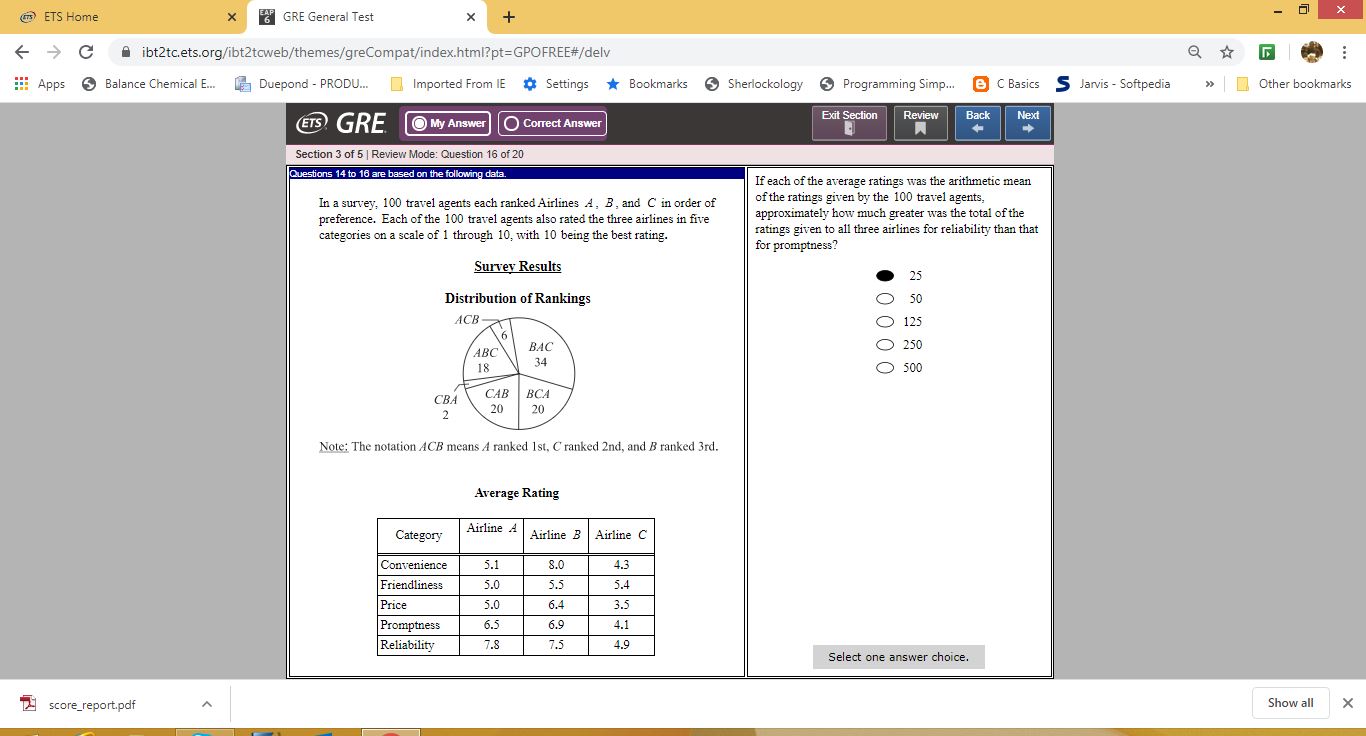 ETS Home
GRE General Test
ibt2tc.ets.org/ibt2tcweb/themes/greCompat/index.html?pt=GPOFREE#/delv
Apps Balance Chemical E... Duepond - PRODU... Imported From IE Settings Bookmarks Sherlockology Programming Simp... C Basics Jarvis - Softpedia » Other bookmarks
ETS GRE My Answer Correct Answer Exit Section Review Back Next
Section 3 of 5 | Review Mode: Question 16 of 20
Questions 14 to 16 are based on the following data.
In a survey, 100 travel agents each ranked Airlines A, B, and C in order of
preference. Each of the 100 travel agents also rated the three airlines in five
categories on a scale of 1 through 10, with 10 being the best rating.
Survey Results
Distribution of Rankings
ACB
6
BAC
34
ABC
18
CBA
2
CAB
20
BCA
20
Note: The notation ACB means A ranked 1st, C ranked 2nd, and B ranked 3rd.
Average Rating
Category Airline A Airline B Airline C
Convenience 5.1 8.0 4.3
Friendliness 5.0 5.5 5.4
Price 5.0 6.4 3.5
Promptness 6.5 6.9 4.1
Reliability 7.8 7.5 4.9
If each of the average ratings was the arithmetic mean
of the ratings given by the 100 travel agents,
approximately how much greater was the total of the
ratings given to all three airlines for reliability than that
for promptness?
25
50
125
250
500
Select one answer choice.
score_report.pdf
Show all